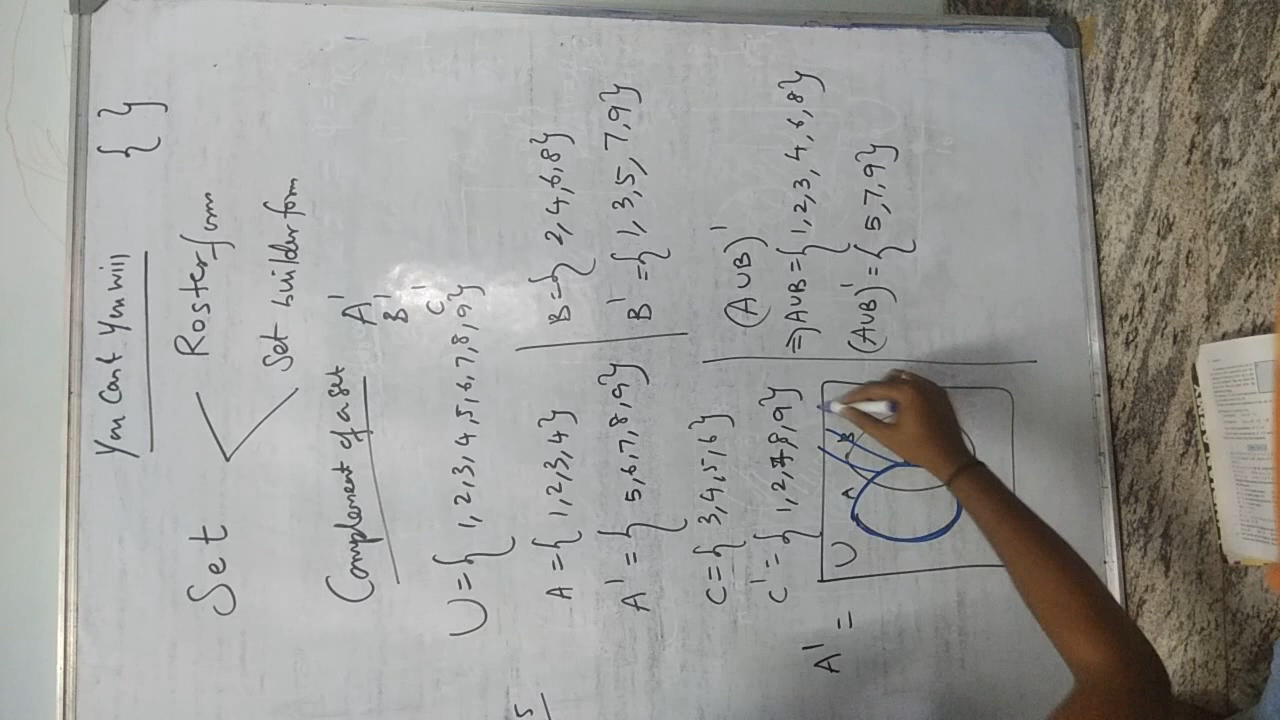 You Can & You will
{ }
Set
Roster form
Set builder form
Complement of a set
A'
B'
C'
U = { 1, 2, 3, 4, 5, 6, 7, 8, 9 }
A = { 1, 2, 3, 4 }
B = { 2, 4, 6, 8 }
A' = { 5, 6, 7, 8, 9 }
B' = { 1, 3, 5, 7, 9 }
C = { 3, 4, 5, 6 }
C' = { 1, 2, 7, 8, 9 }
(A ∪ B)'
⇒ A∪B = { 1, 2, 3, 4, 6, 8 }
(A∪B)' = { 5, 7, 9 }
A' =
U
A
B
5